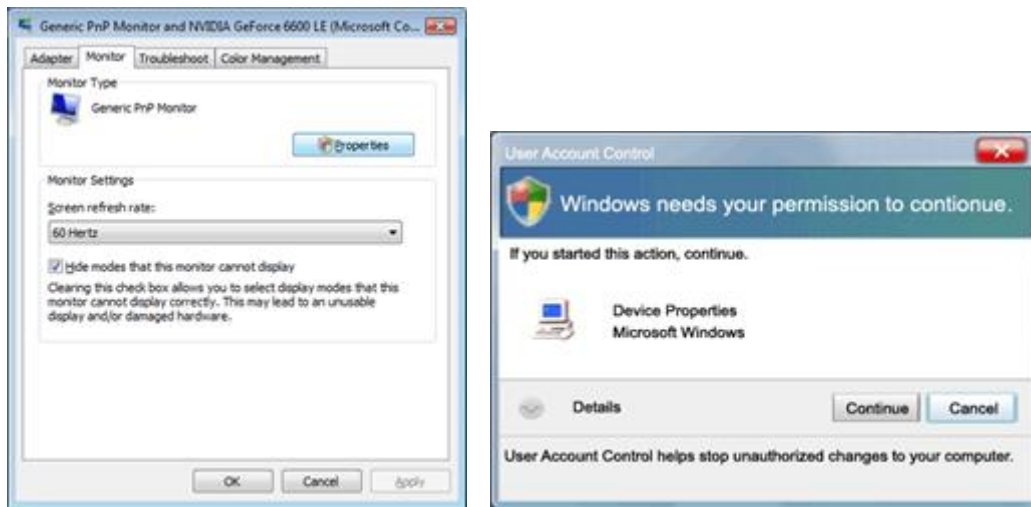 Generic PnP Monitor and NVIDIA GeForce 6600 LE (Microsoft Co...
Adapter Monitor Troubleshoot Color Management
Monitor Type
Generic PnP Monitor
Properties
Monitor Settings
Screen refresh rate:
60 Hertz
Hide modes that this monitor cannot display
Clearing this check box allows you to select display modes that this
monitor cannot display correctly. This may lead to an unusable
display and/or damaged hardware.
OK Cancel Apply
User Account Control
Windows needs your permission to contionue.
If you started this action, continue.
Device Properties
Microsoft Windows
Details Continue Cancel
User Account Control helps stop unauthorized changes to your computer.